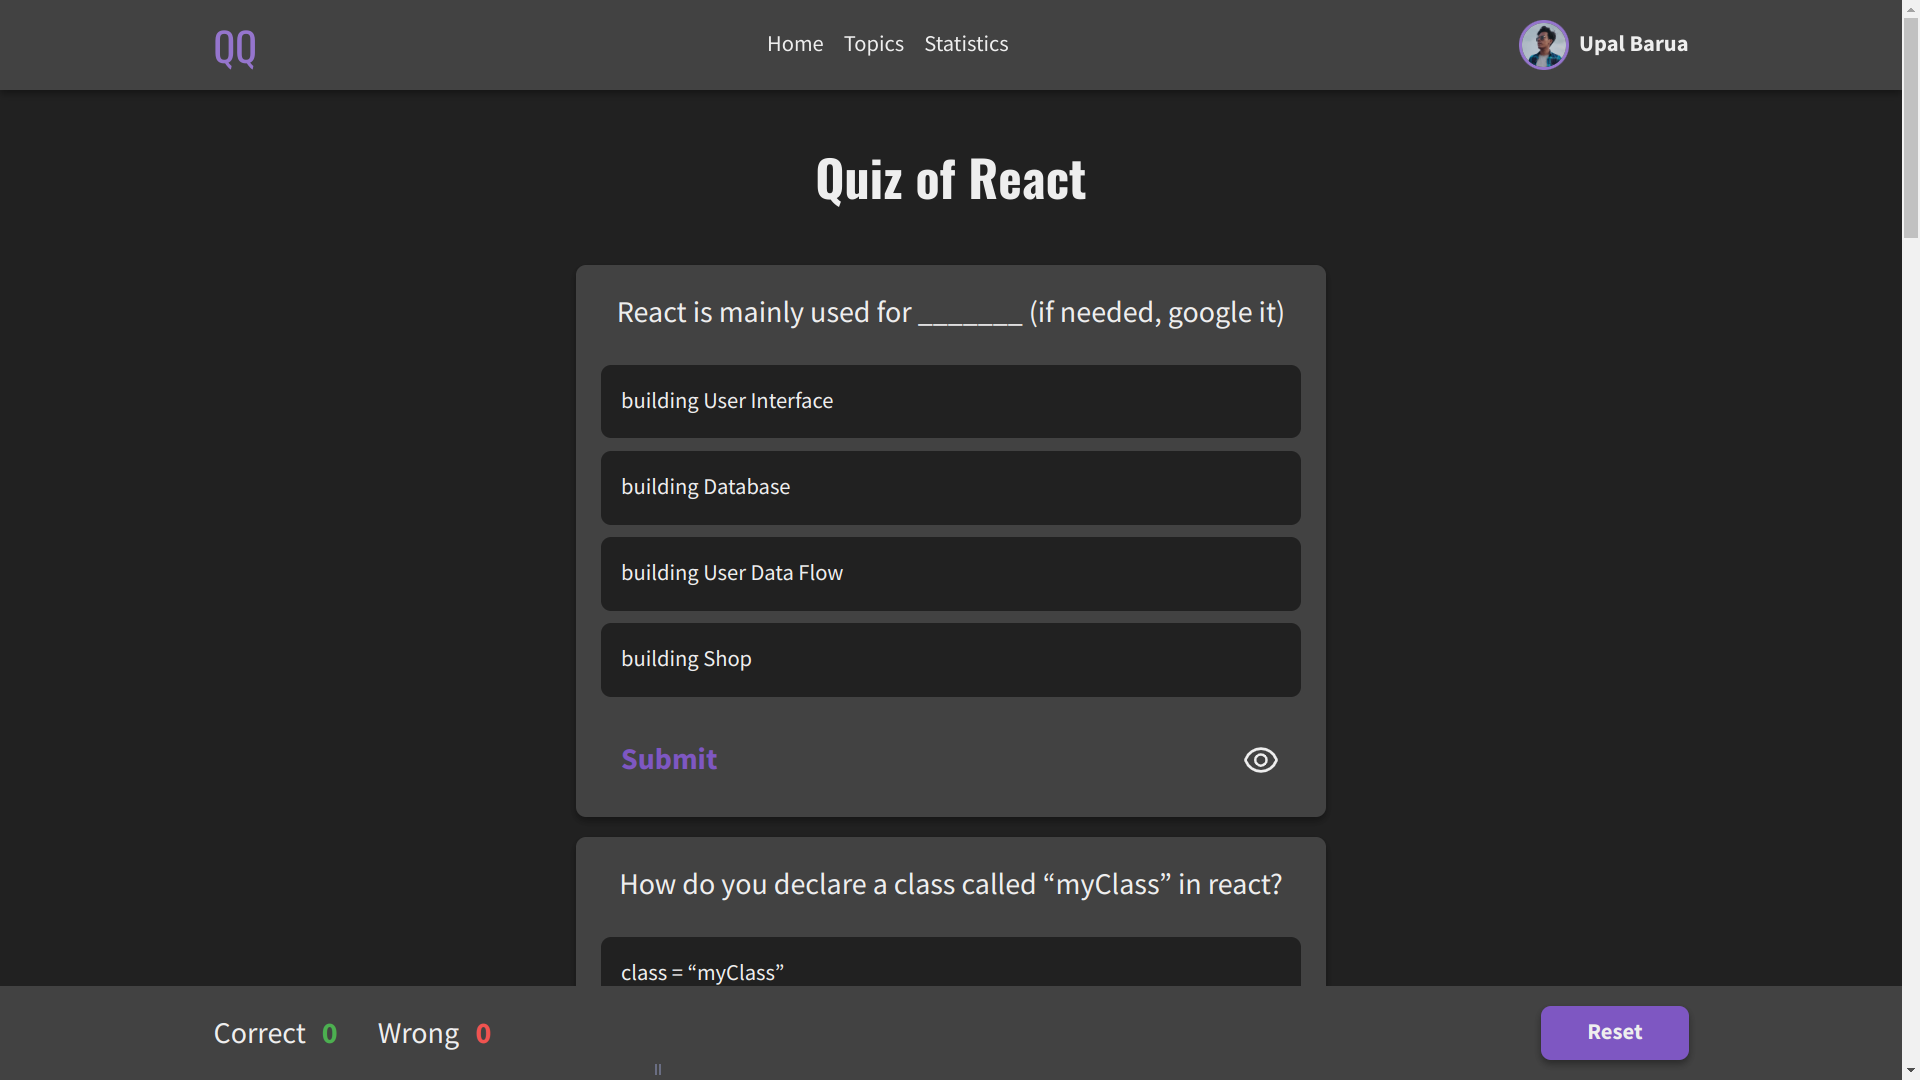 QQ
Home Topics Statistics
Upal Barua
Quiz of React
React is mainly used for _______ (if needed, google it)
building User Interface
building Database
building User Data Flow
building Shop
Submit
How do you declare a class called “myClass” in react?
class = “myClass”
Correct 0 Wrong 0
Reset